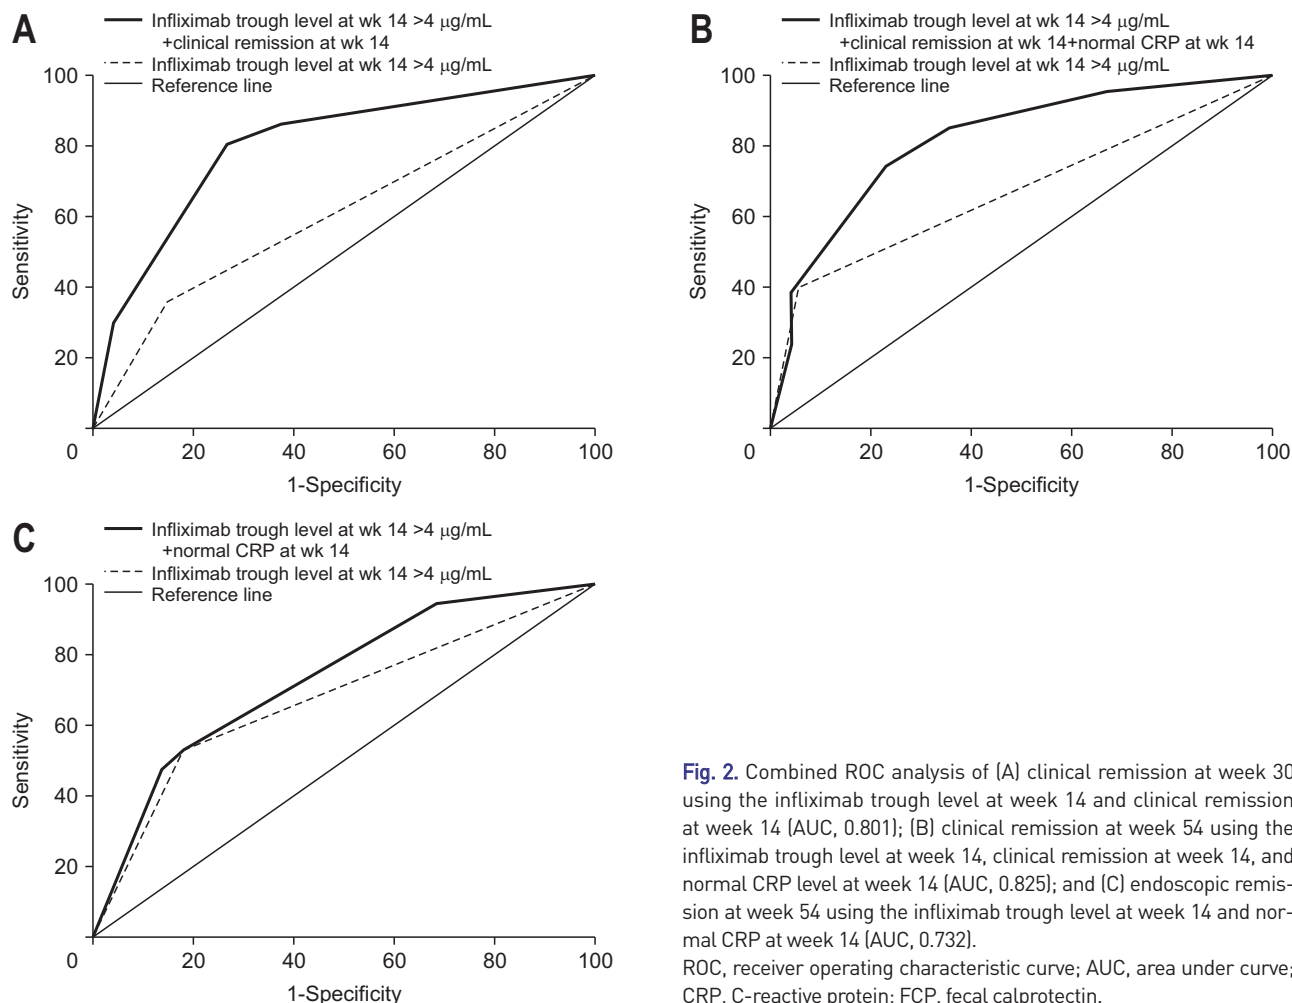 A
Infliximab trough level at wk 14 >4 μg/mL
+clinical remission at wk 14
Infliximab trough level at wk 14 >4 μg/mL
Reference line
100
80
60
40
20
Sensitivity
0
20
40
60
80
100
1-Specificity
B
Infliximab trough level at wk 14 >4 μg/mL
+clinical remission at wk 14+normal CRP at wk 14
Infliximab trough level at wk 14 >4 μg/mL
Reference line
100
80
60
40
20
Sensitivity
0
20
40
60
80
100
1-Specificity
C
Infliximab trough level at wk 14 >4 μg/mL
+normal CRP at wk 14
Infliximab trough level at wk 14 >4 μg/mL
Reference line
100
80
60
40
20
Sensitivity
0
20
40
60
80
100
1-Specificity
Fig. 2. Combined ROC analysis of (A) clinical remission at week 30
using the infliximab trough level at week 14 and clinical remission
at week 14 (AUC, 0.801); (B) clinical remission at week 54 using the
infliximab trough level at week 14, clinical remission at week 14, and
normal CRP level at week 14 (AUC, 0.825); and (C) endoscopic remis-
sion at week 54 using the infliximab trough level at week 14 and nor-
mal CRP at week 14 (AUC, 0.732).
ROC, receiver operating characteristic curve; AUC, area under curve;
CRP, C-reactive protein; FCP, fecal calprotectin.